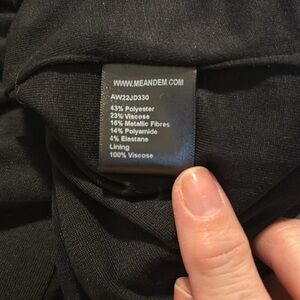 WWW.MEANDEM.COM
AW22JD330
43% Polyester
23% Viscose
16% Metallic Fibres
14% Polyamide
4% Elastane
Lining
100% Viscose